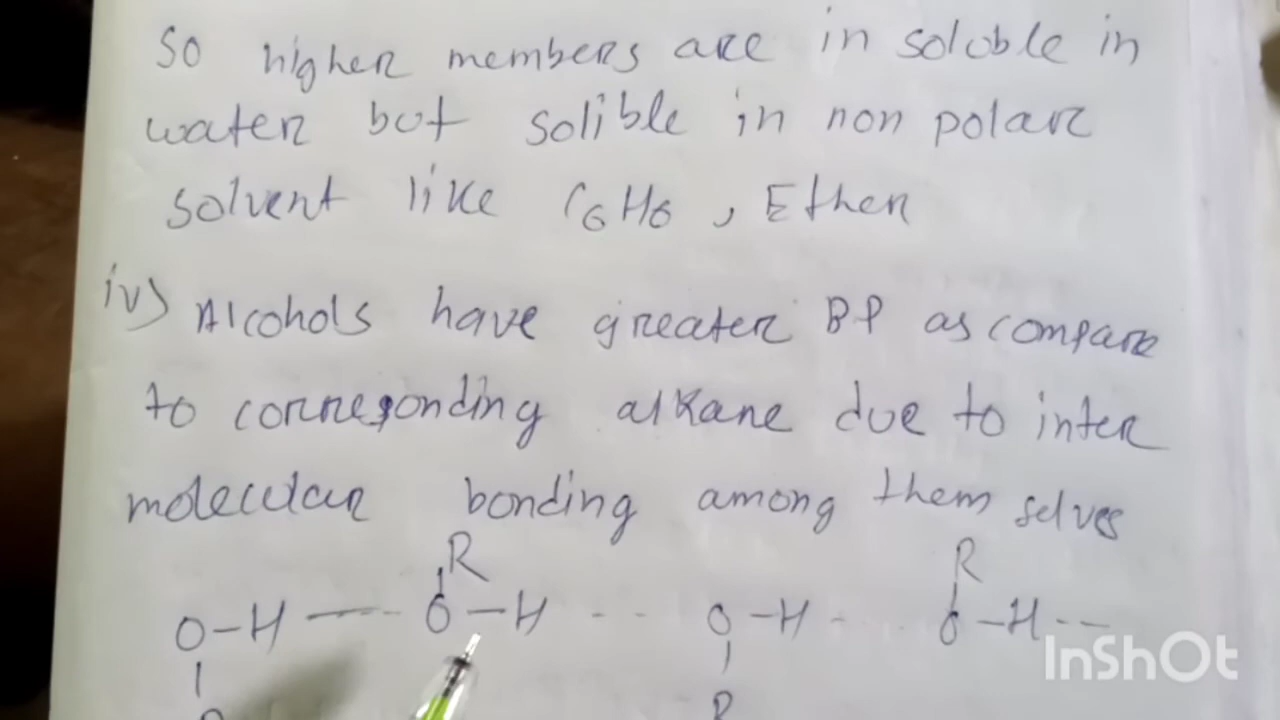 So higher members are in soluble in
water but solible in non polar
solvent like C6H6, Ether
iv) Alcohols have greater BP as compare
to corresponding alkane due to inter
molecular bonding among them selves
R R
O-H ---- O-H -- O-H -- O-H --
R R
InShOt